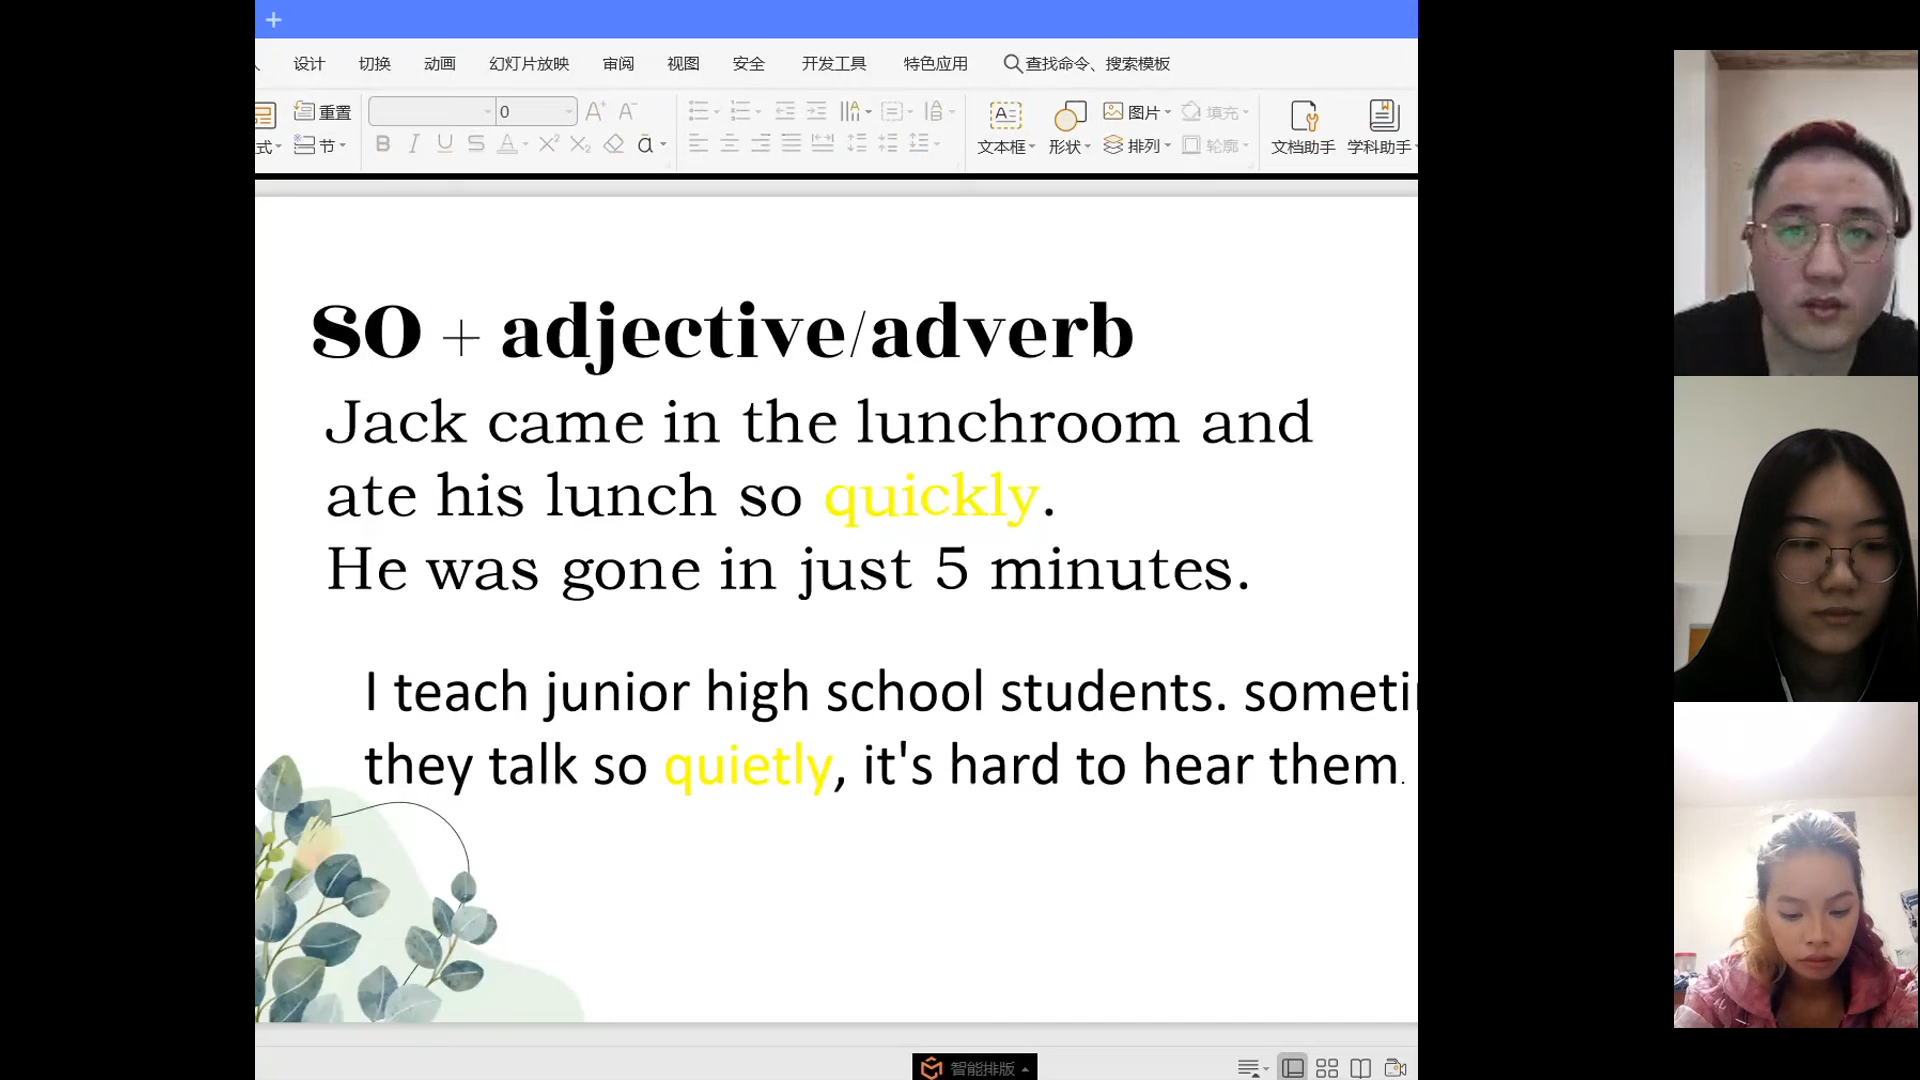 设计 切换 动画 幻灯片放映 审阅 视图 安全 开发工具 特色应用 查找命令、搜索模板
重置 0 A+ A- 图片 填充
式 节 B I U S A X² X₂ 文本框 形状 排列 轮廓 文档助手 学科助手
SO + adjective/adverb
Jack came in the lunchroom and
ate his lunch so quickly.
He was gone in just 5 minutes.
I teach junior high school students.
they talk so quietly, it's hard to hear them.
智能排版